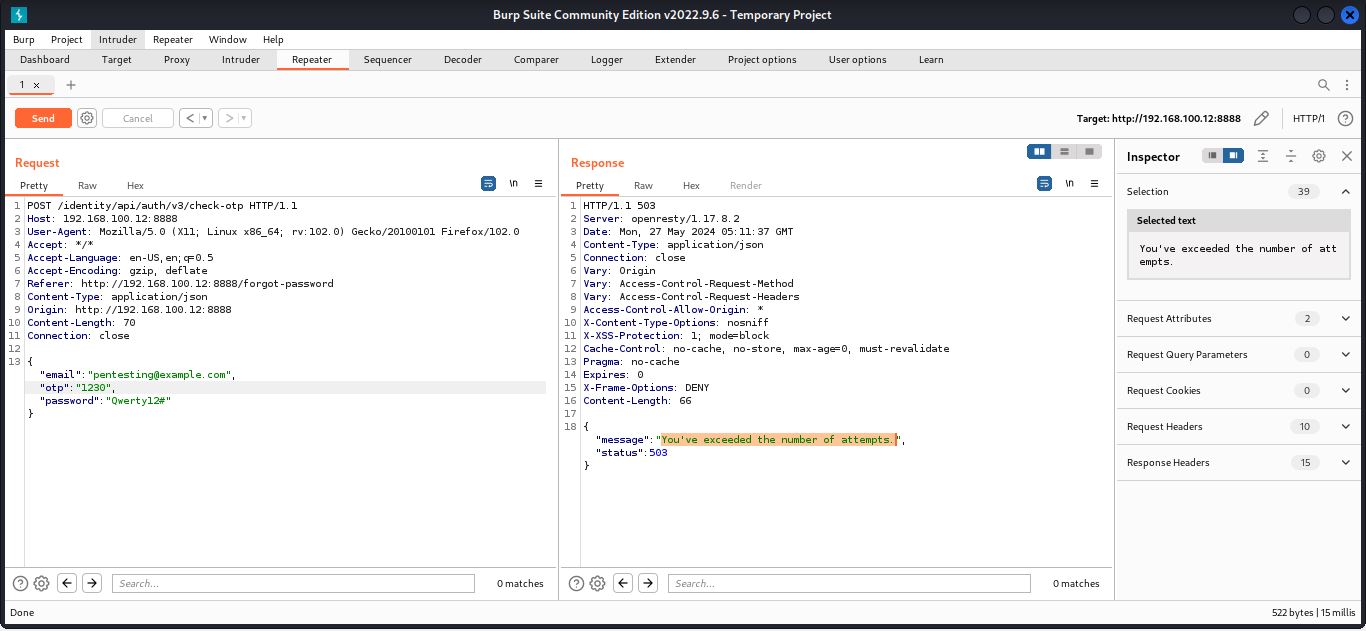 Burp Suite Community Edition v2022.9.6 - Temporary Project
Burp Project Intruder Repeater Window Help
Dashboard Target Proxy Intruder Repeater Sequencer Decoder Comparer Logger Extender Project options User options Learn
1 ×
Send Cancel < >
Target: http://192.168.100.12:8888 HTTP/1
Request
Pretty Raw Hex
\n
1 POST /identity/api/auth/v3/check-otp HTTP/1.1
2 Host: 192.168.100.12:8888
3 User-Agent: Mozilla/5.0 (X11; Linux x86_64; rv:102.0) Gecko/20100101 Firefox/102.0
4 Accept: */*
5 Accept-Language: en-US,en;q=0.5
6 Accept-Encoding: gzip, deflate
7 Referer: http://192.168.100.12:8888/forgot-password
8 Content-Type: application/json
9 Origin: http://192.168.100.12:8888
10 Content-Length: 70
11 Connection: close
12
13 {
"email":"pentesting@example.com",
"otp":"1230",
"password":"Qwerty12#"
}
Search...
0 matches
Response
Pretty Raw Hex Render
\n
1 HTTP/1.1 503
2 Server: openresty/1.17.8.2
3 Date: Mon, 27 May 2024 05:11:37 GMT
4 Content-Type: application/json
5 Connection: close
6 Vary: Origin
7 Vary: Access-Control-Request-Method
8 Vary: Access-Control-Request-Headers
9 Access-Control-Allow-Origin: *
10 X-Content-Type-Options: nosniff
11 X-XSS-Protection: 1; mode=block
12 Cache-Control: no-cache, no-store, max-age=0, must-revalidate
13 Pragma: no-cache
14 Expires: 0
15 X-Frame-Options: DENY
16 Content-Length: 66
17
18 {
"message":"You've exceeded the number of attempts.",
"status":503
}
Search...
0 matches
Inspector
Selection 39
Selected text
You've exceeded the number of att
empts.
Request Attributes 2
Request Query Parameters 0
Request Cookies 0
Request Headers 10
Response Headers 15
Done
522 bytes | 15 millis